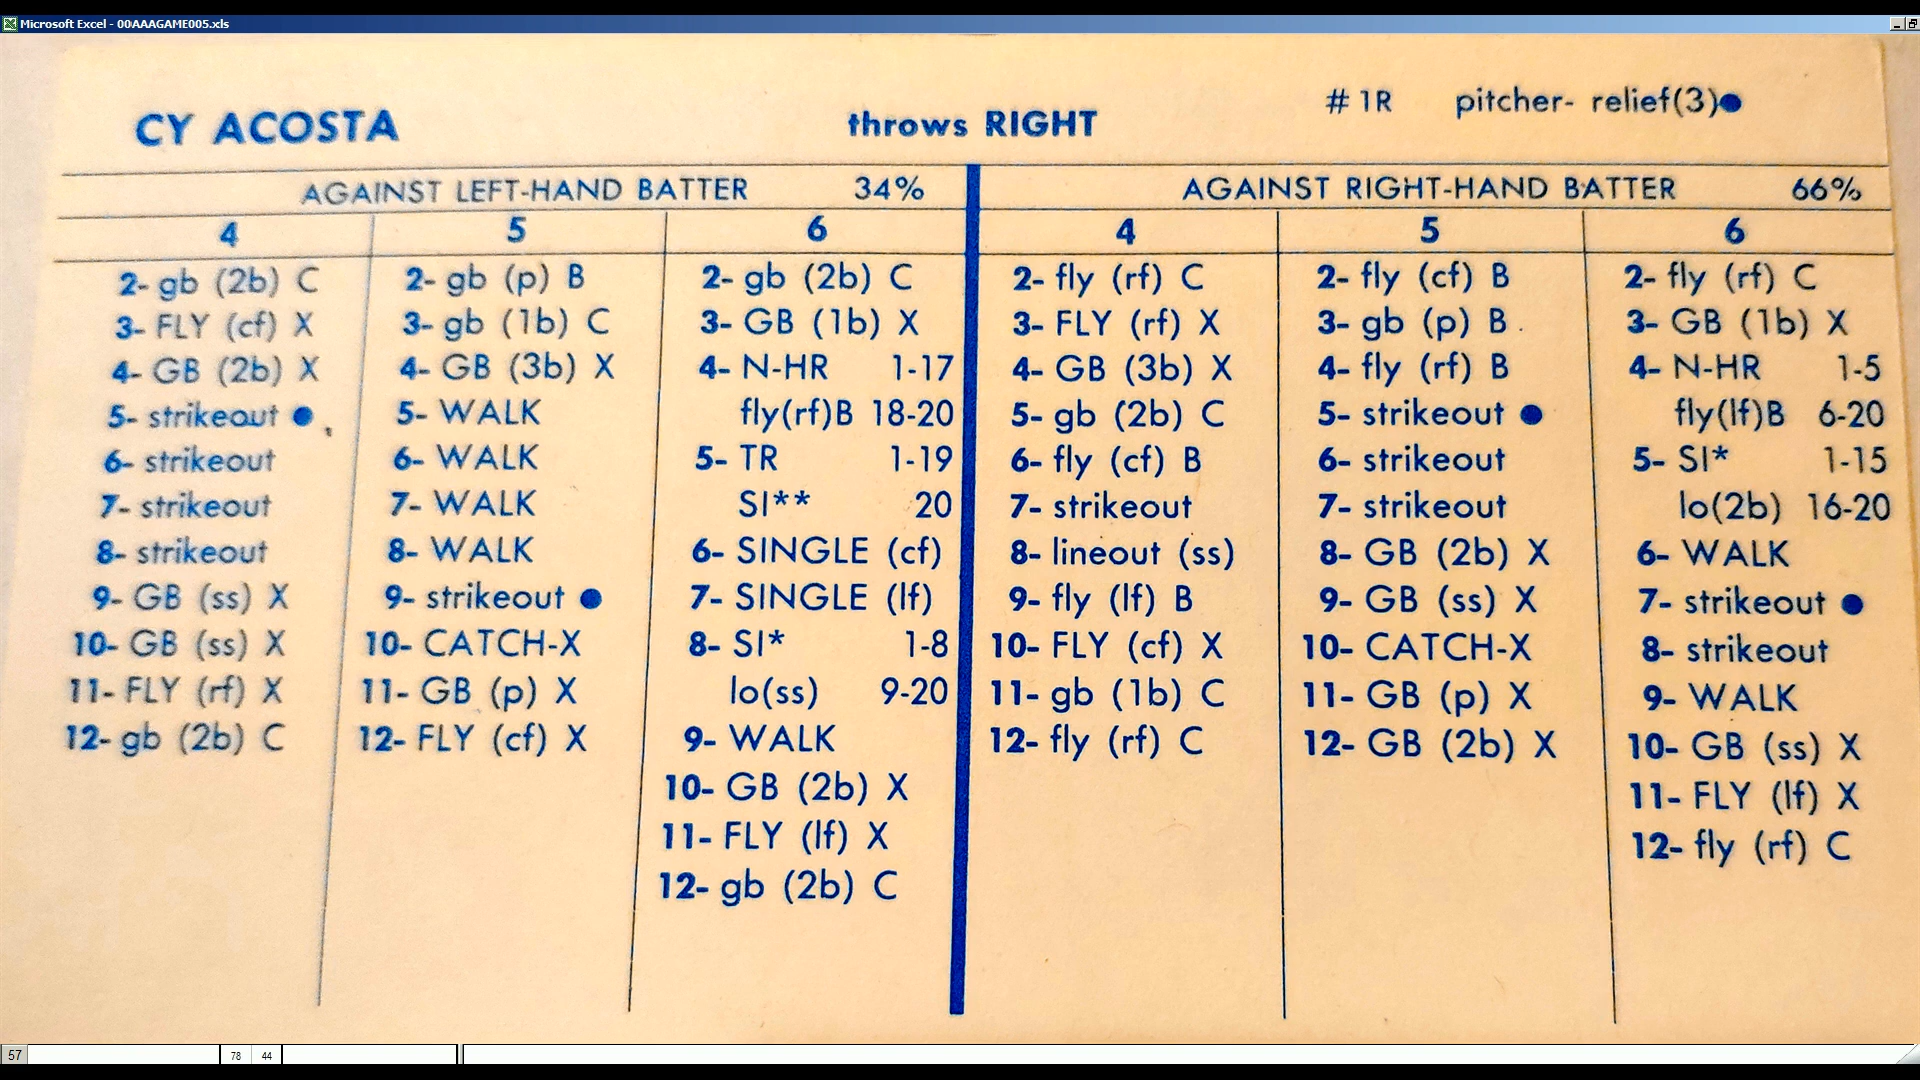 Microsoft Excel - 00AAAGAME005.xls
CY ACOSTA throws RIGHT # 1R pitcher- relief(3)●
AGAINST LEFT-HAND BATTER 34%
4
2- gb (2b) C
3- FLY (cf) X
4- GB (2b) X
5- strikeout ●
6- strikeout
7- strikeout
8- strikeout
9- GB (ss) X
10- GB (ss) X
11- FLY (rf) X
12- gb (2b) C
5
2- gb (p) B
3- gb (1b) C
4- GB (3b) X
5- WALK
6- WALK
7- WALK
8- WALK
9- strikeout ●
10- CATCH-X
11- GB (p) X
12- FLY (cf) X
6
2- gb (2b) C
3- GB (1b) X
4- N-HR 1-17
fly(rf)B 18-20
5- TR 1-19
SI** 20
6- SINGLE (cf)
7- SINGLE (lf)
8- SI* 1-8
lo(ss) 9-20
9- WALK
10- GB (2b) X
11- FLY (lf) X
12- gb (2b) C
AGAINST RIGHT-HAND BATTER 66%
4
2- fly (rf) C
3- FLY (rf) X
4- GB (3b) X
5- gb (2b) C
6- fly (cf) B
7- strikeout
8- lineout (ss)
9- fly (lf) B
10- FLY (cf) X
11- gb (1b) C
12- fly (rf) C
5
2- fly (cf) B
3- gb (p) B
4- fly (rf) B
5- strikeout ●
6- strikeout
7- strikeout
8- GB (2b) X
9- GB (ss) X
10- CATCH-X
11- GB (p) X
12- GB (2b) X
6
2- fly (rf) C
3- GB (1b) X
4- N-HR 1-5
fly(lf)B 6-20
5- SI* 1-15
lo(2b) 16-20
6- WALK
7- strikeout ●
8- strikeout
9- WALK
10- GB (ss) X
11- FLY (lf) X
12- fly (rf) C
57 78 44